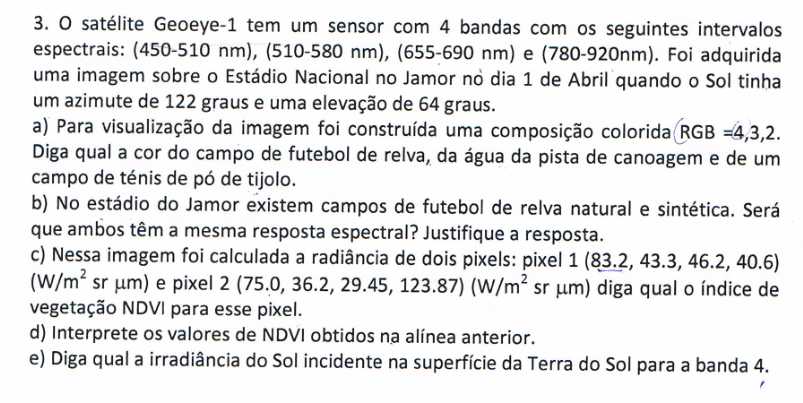 3. O satélite Geoeye-1 tem um sensor com 4 bandas com os seguintes intervalos
espectrais: (450-510 nm), (510-580 nm), (655-690 nm) e (780-920nm). Foi adquirida
uma imagem sobre o Estádio Nacional no Jamor no dia 1 de Abril quando o Sol tinha
um azimute de 122 graus e uma elevação de 64 graus.
a) Para visualização da imagem foi construída uma composição colorida RGB =4,3,2.
Diga qual a cor do campo de futebol de relva, da água da pista de canoagem e de um
campo de ténis de pó de tijolo.
b) No estádio do Jamor existem campos de futebol de relva natural e sintética. Será
que ambos têm a mesma resposta espectral? Justifique a resposta.
c) Nessa imagem foi calculada a radiância de dois pixels: pixel 1 (83.2, 43.3, 46.2, 40.6)
(W/m² sr µm) e pixel 2 (75.0, 36.2, 29.45, 123.87) (W/m² sr µm) diga qual o índice de
vegetação NDVI para esse pixel.
d) Interprete os valores de NDVI obtidos na alínea anterior.
e) Diga qual a irradiância do Sol incidente na superfície da Terra do Sol para a banda 4.